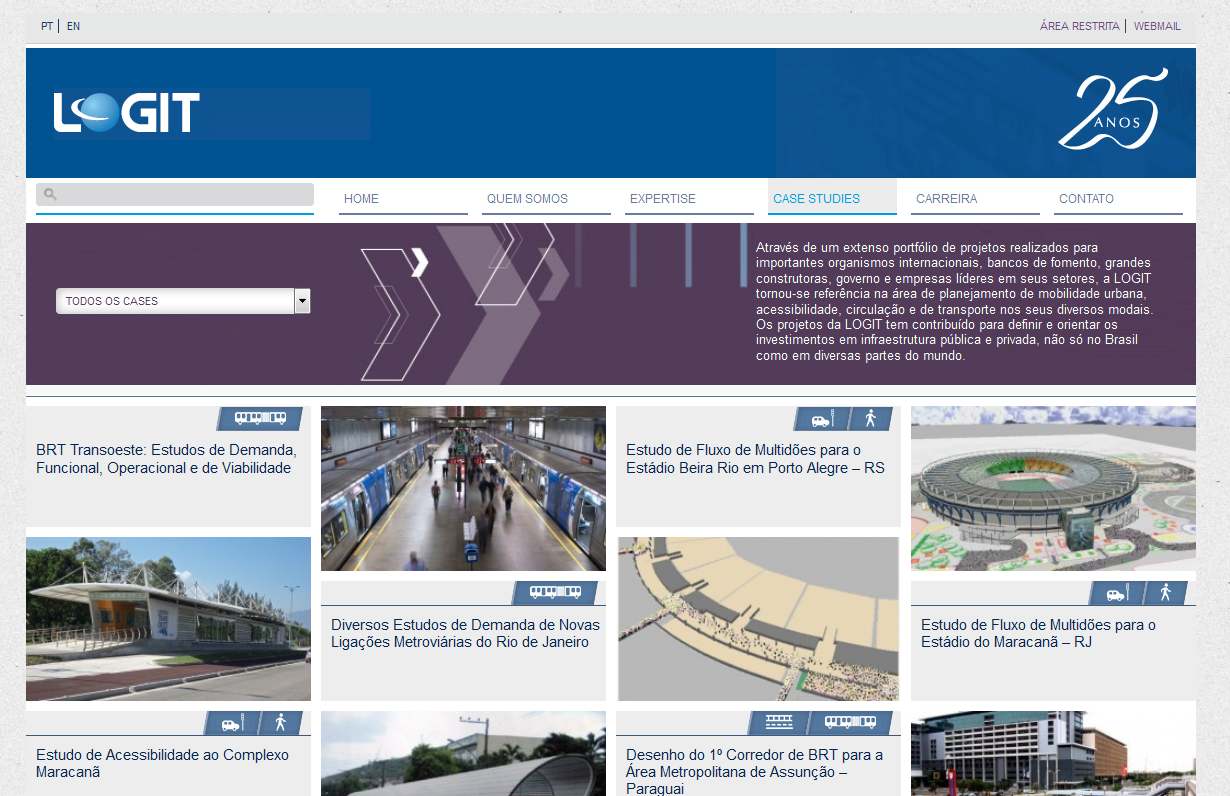 PT | EN
ÁREA RESTRITA | WEBMAIL
LOGIT
25
ANOS
HOME
QUEM SOMOS
EXPERTISE
CASE STUDIES
CARREIRA
CONTATO
TODOS OS CASES
Através de um extenso portfólio de projetos realizados para
importantes organismos internacionais, bancos de fomento, grandes
construtoras, governo e empresas líderes em seus setores, a LOGIT
tornou-se referência na área de planejamento de mobilidade urbana,
acessibilidade, circulação e de transporte nos seus diversos modais.
Os projetos da LOGIT tem contribuído para definir e orientar os
investimentos em infraestrutura pública e privada, não só no Brasil
como em diversas partes do mundo.
BRT Transoeste: Estudos de Demanda,
Funcional, Operacional e de Viabilidade
Diversos Estudos de Demanda de Novas
Ligações Metroviárias do Rio de Janeiro
Estudo de Fluxo de Multidões para o
Estádio Beira Rio em Porto Alegre – RS
Estudo de Fluxo de Multidões para o
Estádio do Maracanã – RJ
Estudo de Acessibilidade ao Complexo
Maracanã
Desenho do 1º Corredor de BRT para a
Área Metropolitana de Assunção –
Paraguai